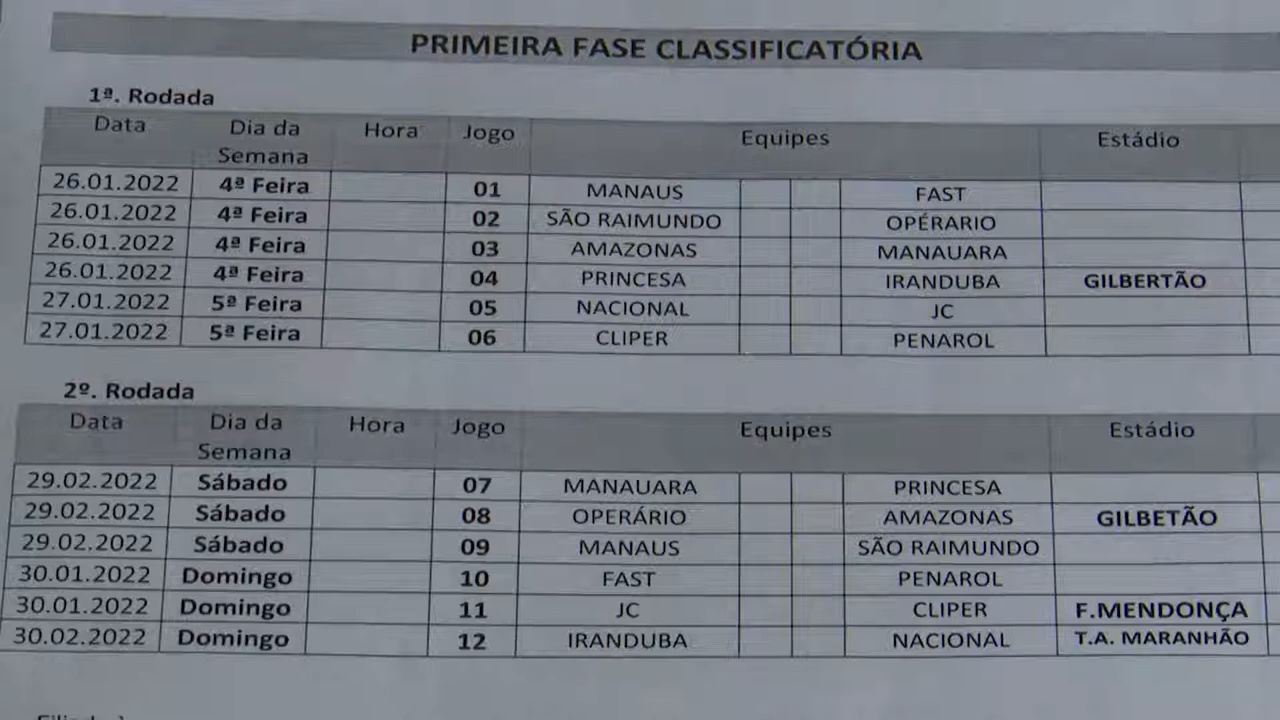 PRIMEIRA FASE CLASSIFICATÓRIA
1ª. Rodada
Data Dia da Semana Hora Jogo Equipes Estádio
26.01.2022 4ª Feira 01 MANAUS FAST
26.01.2022 4ª Feira 02 SÃO RAIMUNDO OPÉRARIO
26.01.2022 4ª Feira 03 AMAZONAS MANAUARA
26.01.2022 4ª Feira 04 PRINCESA IRANDUBA GILBERTÃO
27.01.2022 5ª Feira 05 NACIONAL JC
27.01.2022 5ª Feira 06 CLIPER PENAROL
2º. Rodada
Data Dia da Semana Hora Jogo Equipes Estádio
29.02.2022 Sábado 07 MANAUARA PRINCESA
29.02.2022 Sábado 08 OPERÁRIO AMAZONAS GILBETÃO
29.02.2022 Sábado 09 MANAUS SÃO RAIMUNDO
30.01.2022 Domingo 10 FAST PENAROL
30.01.2022 Domingo 11 JC CLIPER F.MENDONÇA
30.02.2022 Domingo 12 IRANDUBA NACIONAL T.A. MARANHÃO